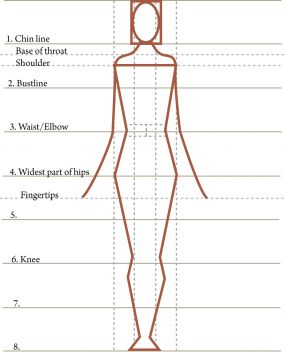 1. Chin line
Base of throat
Shoulder
2. Bustline
3. Waist/Elbow
4. Widest part of hips
Fingertips
5.
6. Knee
7.
8.